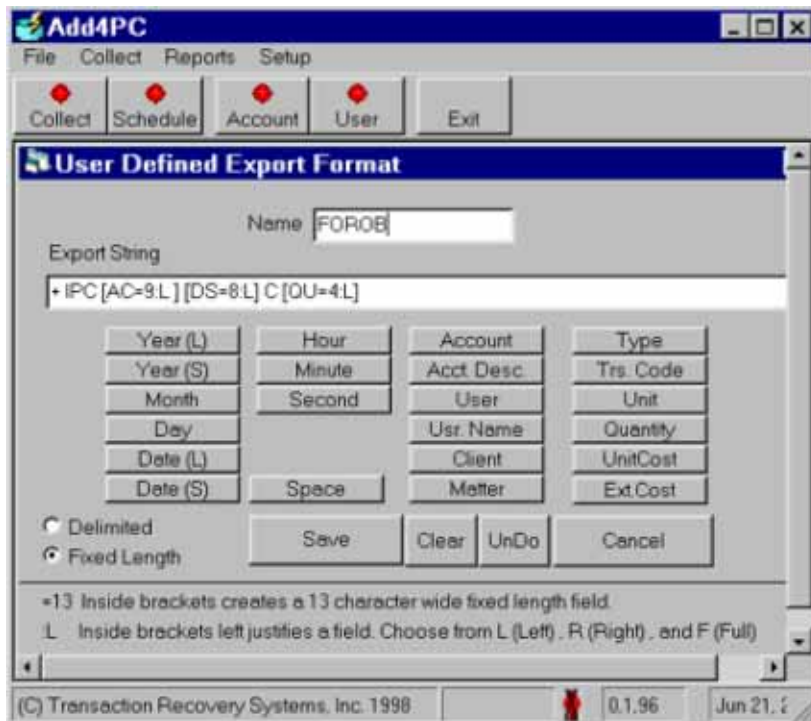 Add4PC
File Collect Reports Setup
Collect Schedule Account User Exit
User Defined Export Format
Name FOROB
Export String
+ IPC [AC=9:L ] [DS=8:L] C [QU=4:L]
Year (L) Hour Account Type
Year (S) Minute Acct. Desc. Trs. Code
Month Second User Unit
Day Usr. Name Quantity
Date (L) Client UnitCost
Date (S) Space Matter Ext.Cost
Delimited
Fixed Length
Save Clear UnDo Cancel
=13 Inside brackets creates a 13 character wide fixed length field.
:L Inside brackets left justifies a field. Choose from L (Left) , R (Right) , and F (Full)
(C) Transaction Recovery Systems, Inc. 1998 0.1.96 Jun 21, 2